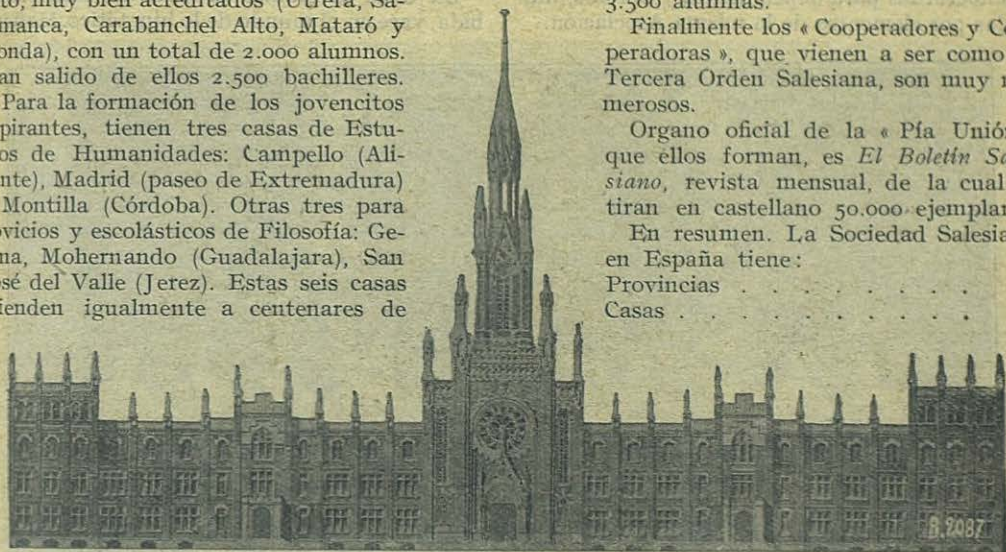 to, muy bien acreditados (Utrera, Sa-
manca, Carabanchel Alto, Mataró y
onda), con un total de 2.000 alumnos.
an salido de ellos 2.500 bachilleres.
Para la formación de los jovencitos
pirantes, tienen tres casas de Estu-
os de Humanidades: Campello (Ali-
nte), Madrid (paseo de Extremadura)
Montilla (Córdoba). Otras tres para
ovicios y escolásticos de Filosofía: Ge-
na, Mohernando (Guadalajara), San
sé del Valle (Jerez). Estas seis casas
ienden igualmente a centenares de
3.500 alumnas.
Finalmente los « Cooperadores y Co
peradoras », que vienen a ser como
Tercera Orden Salesiana, son muy n
merosos.
Organo oficial de la « Pía Unión
que ellos forman, es El Boletín Sa
siano, revista mensual, de la cual
tiran en castellano 50.000 ejemplar
En resumen. La Sociedad Salesia
en España tiene:
Provincias . . . . . . . .
Casas . . . . . . . . . .
B.2087